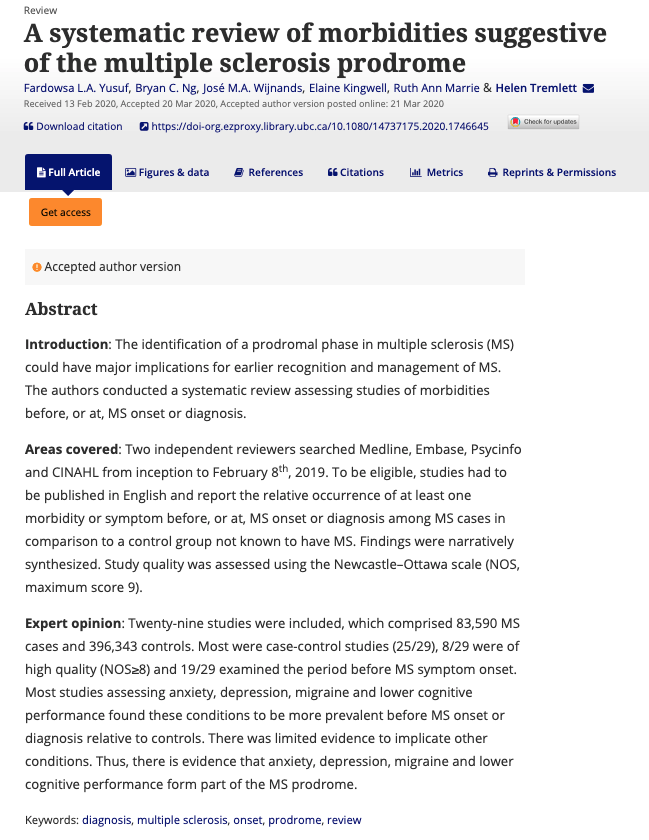 Review
A systematic review of morbidities suggestive
of the multiple sclerosis prodrome
Fardowsa L.A. Yusuf, Bryan C. Ng, José M.A. Wijnands, Elaine Kingwell, Ruth Ann Marrie & Helen Tremlett
Received 13 Feb 2020, Accepted 20 Mar 2020, Accepted author version posted online: 21 Mar 2020
Download citation https://doi-org.ezproxy.library.ubc.ca/10.1080/14737175.2020.1746645 Check for updates
Full Article Figures & data References Citations Metrics Reprints & Permissions
Get access
Accepted author version
Abstract
Introduction: The identification of a prodromal phase in multiple sclerosis (MS)
could have major implications for earlier recognition and management of MS.
The authors conducted a systematic review assessing studies of morbidities
before, or at, MS onset or diagnosis.
Areas covered: Two independent reviewers searched Medline, Embase, Psycinfo
and CINAHL from inception to February 8th, 2019. To be eligible, studies had to
be published in English and report the relative occurrence of at least one
morbidity or symptom before, or at, MS onset or diagnosis among MS cases in
comparison to a control group not known to have MS. Findings were narratively
synthesized. Study quality was assessed using the Newcastle–Ottawa scale (NOS,
maximum score 9).
Expert opinion: Twenty-nine studies were included, which comprised 83,590 MS
cases and 396,343 controls. Most were case-control studies (25/29), 8/29 were of
high quality (NOS≥8) and 19/29 examined the period before MS symptom onset.
Most studies assessing anxiety, depression, migraine and lower cognitive
performance found these conditions to be more prevalent before MS onset or
diagnosis relative to controls. There was limited evidence to implicate other
conditions. Thus, there is evidence that anxiety, depression, migraine and lower
cognitive performance form part of the MS prodrome.
Keywords: diagnosis, multiple sclerosis, onset, prodrome, review